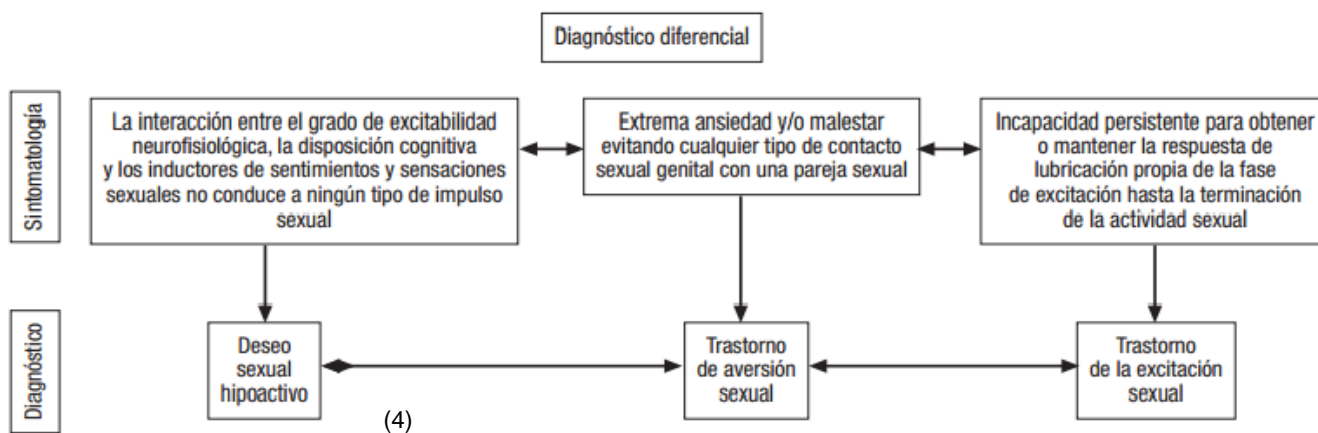 Diagnóstico diferencial
Sintomatología
La interacción entre el grado de excitabilidad
neurofisiológica, la disposición cognitiva
y los inductores de sentimientos y sensaciones
sexuales no conduce a ningún tipo de impulso
sexual
Extrema ansiedad y/o malestar
evitando cualquier tipo de contacto
sexual genital con una pareja sexual
Incapacidad persistente para obtener
o mantener la respuesta de
lubricación propia de la fase
de excitación hasta la terminación
de la actividad sexual
Diagnóstico
Deseo
sexual
hipoactivo
Trastorno
de aversión
sexual
Trastorno
de la excitación
sexual
(4)